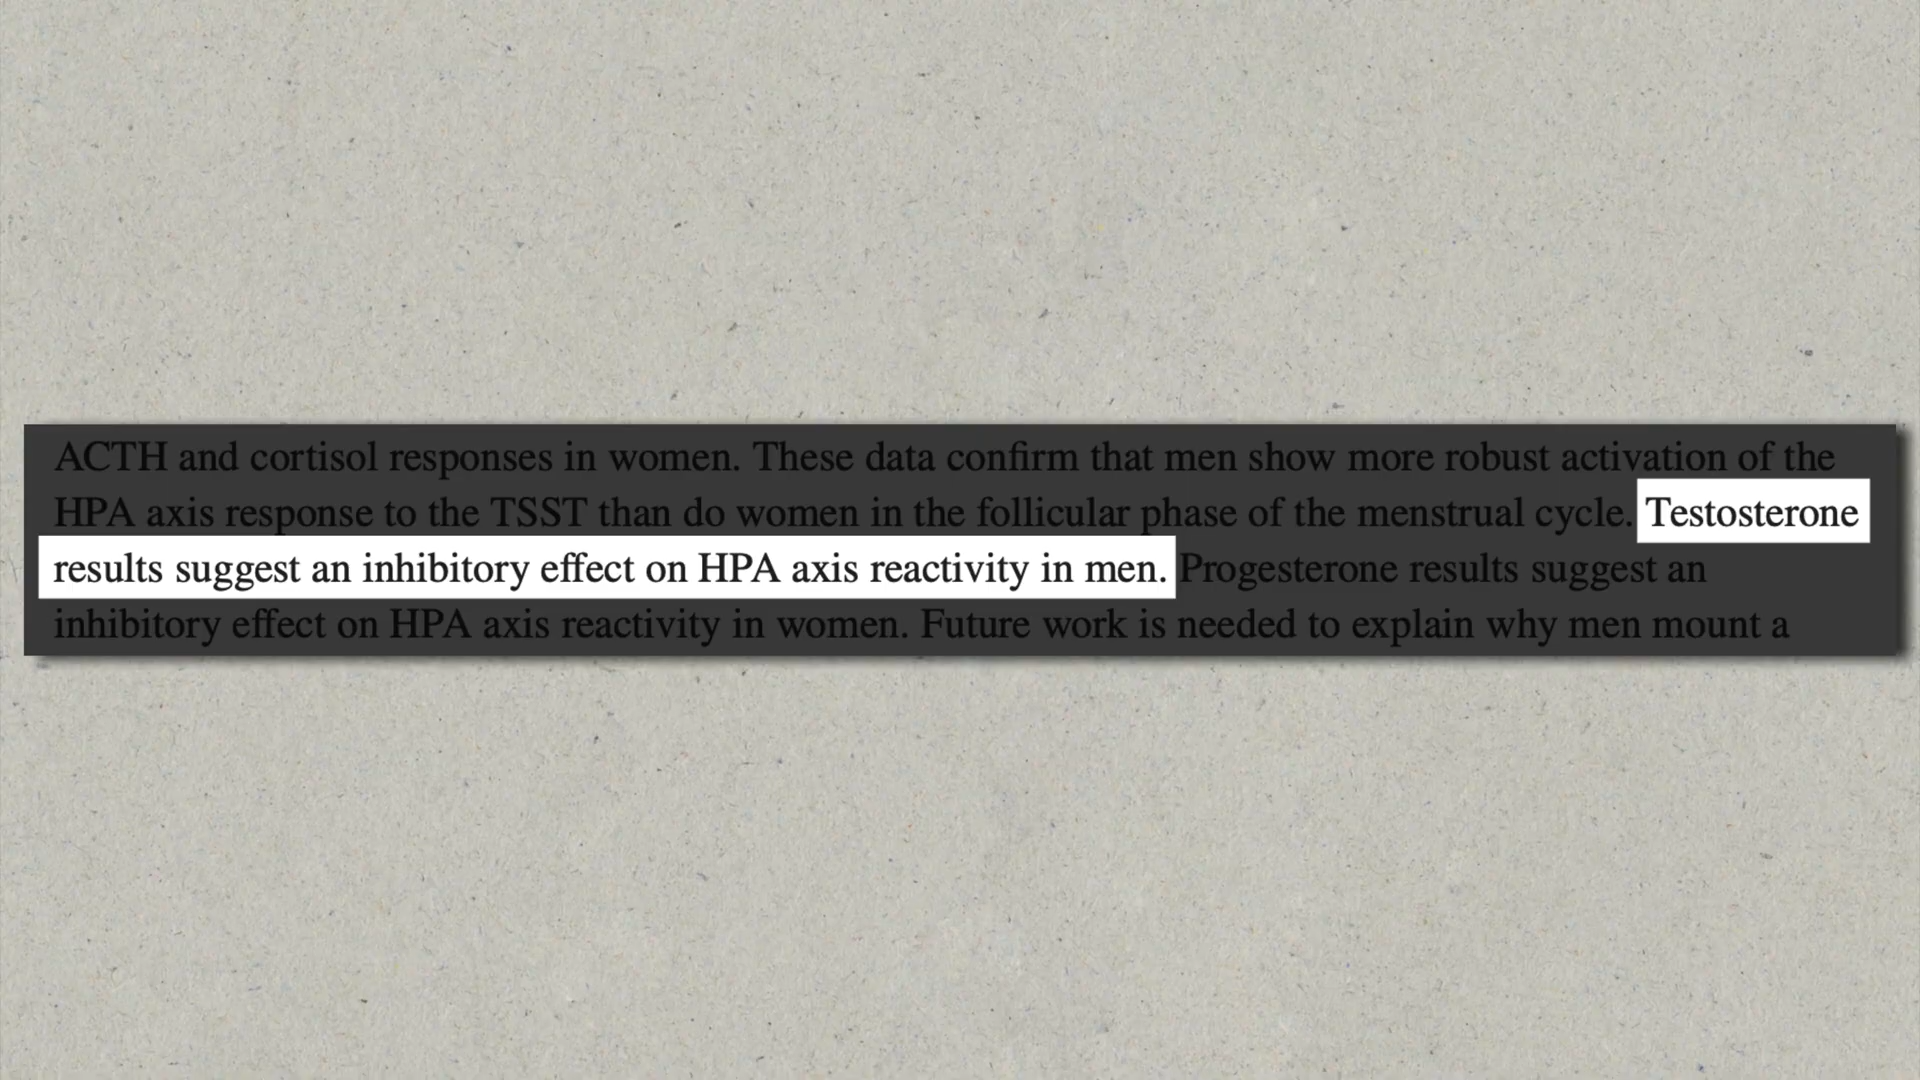 ACTH and cortisol responses in women. These data confirm that men show more robust activation of the
HPA axis response to the TSST than do women in the follicular phase of the menstrual cycle. Testosterone
results suggest an inhibitory effect on HPA axis reactivity in men. Progesterone results suggest an
inhibitory effect on HPA axis reactivity in women. Future work is needed to explain why men mount a